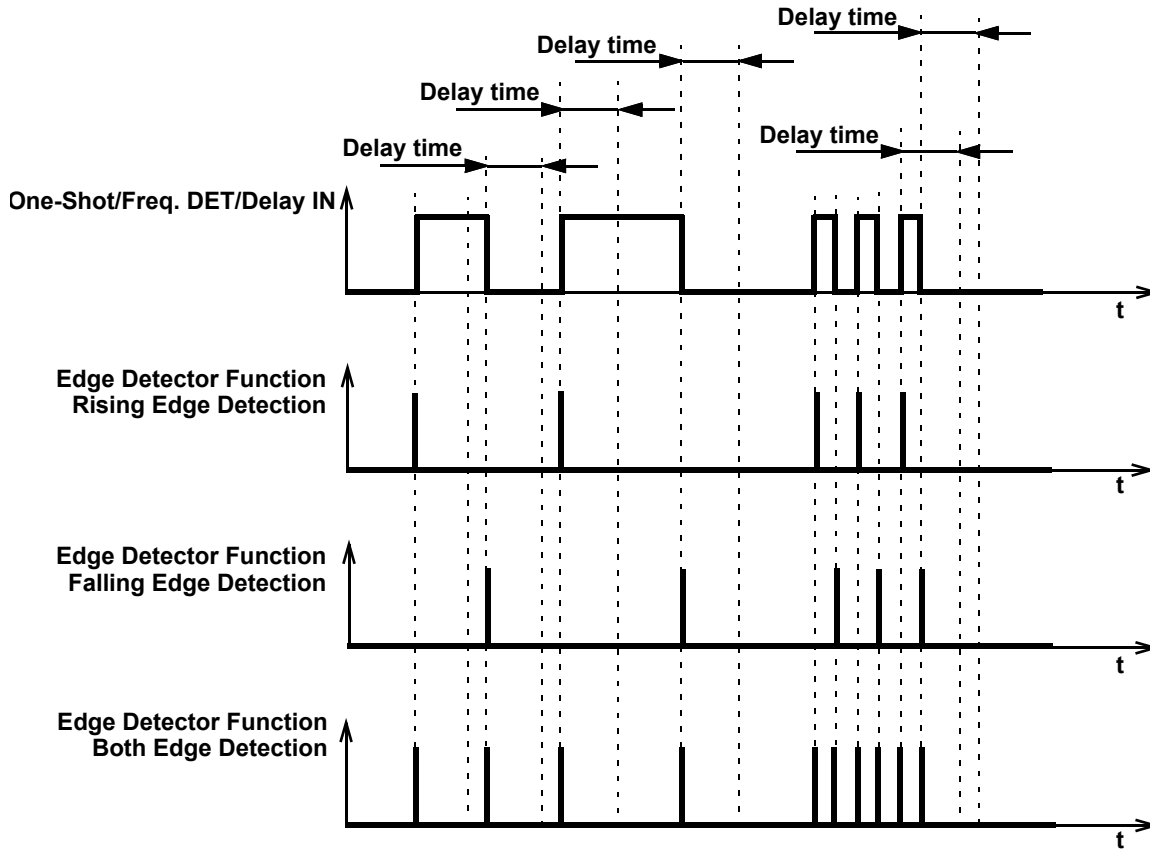 Delay time
Delay time
Delay time
Delay time
Delay time
One-Shot/Freq. DET/Delay IN
t
Edge Detector Function
Rising Edge Detection
t
Edge Detector Function
Falling Edge Detection
t
Edge Detector Function
Both Edge Detection
t